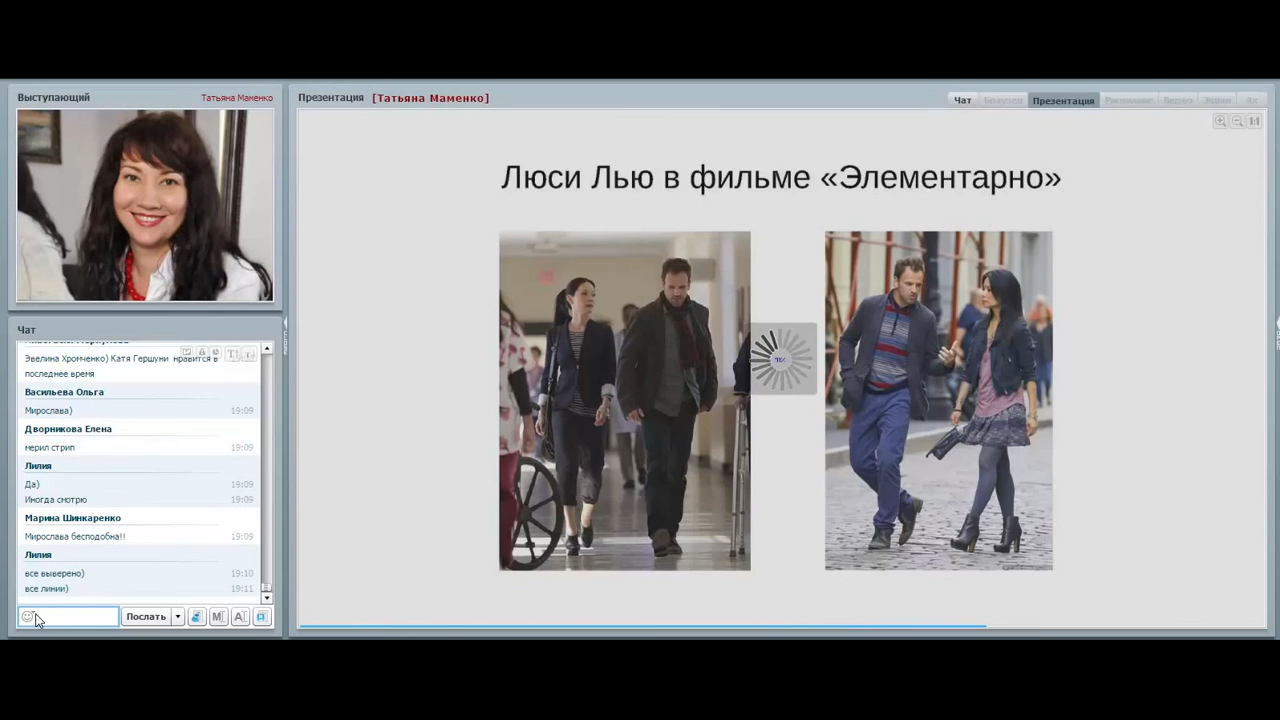 Выступающий
Татьяна Маменко
Презентация [Татьяна Маменко]
Чат
Презентация
Люси Лью в фильме «Элементарно»
Чат
Эвелина Хромченко) Катя Гершуни нравится в
последнее время
Васильева Ольга
Мирослава) 19:09
Дворникова Елена
мерил стрип 19:09
Лилия
Да) 19:09
Иногда смотрю 19:09
Марина Шинкаренко
Мирослава бесподобна!! 19:09
Лилия
все выверено) 19:10
все линии) 19:11
Послать